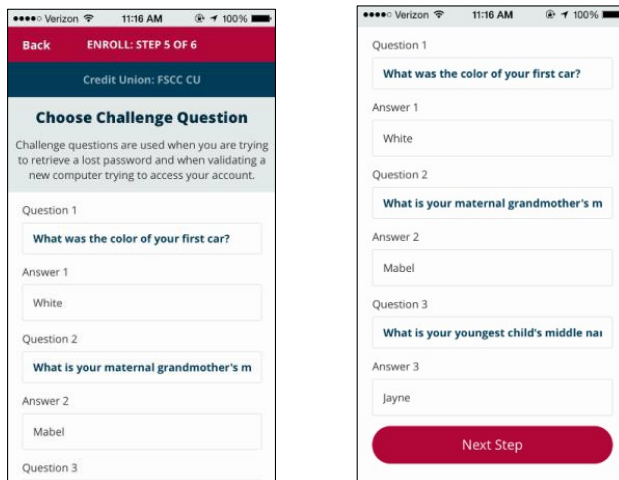 Verizon 11:16 AM 100%
Back ENROLL: STEP 5 OF 6
Credit Union: FSCC CU
Choose Challenge Question
Challenge questions are used when you are trying
to retrieve a lost password and when validating a
new computer trying to access your account.
Question 1
What was the color of your first car?
Answer 1
White
Question 2
What is your maternal grandmother's m
Answer 2
Mabel
Question 3
Verizon 11:16 AM 100%
Question 1
What was the color of your first car?
Answer 1
White
Question 2
What is your maternal grandmother's m
Answer 2
Mabel
Question 3
What is your youngest child's middle nar
Answer 3
Jayne
Next Step